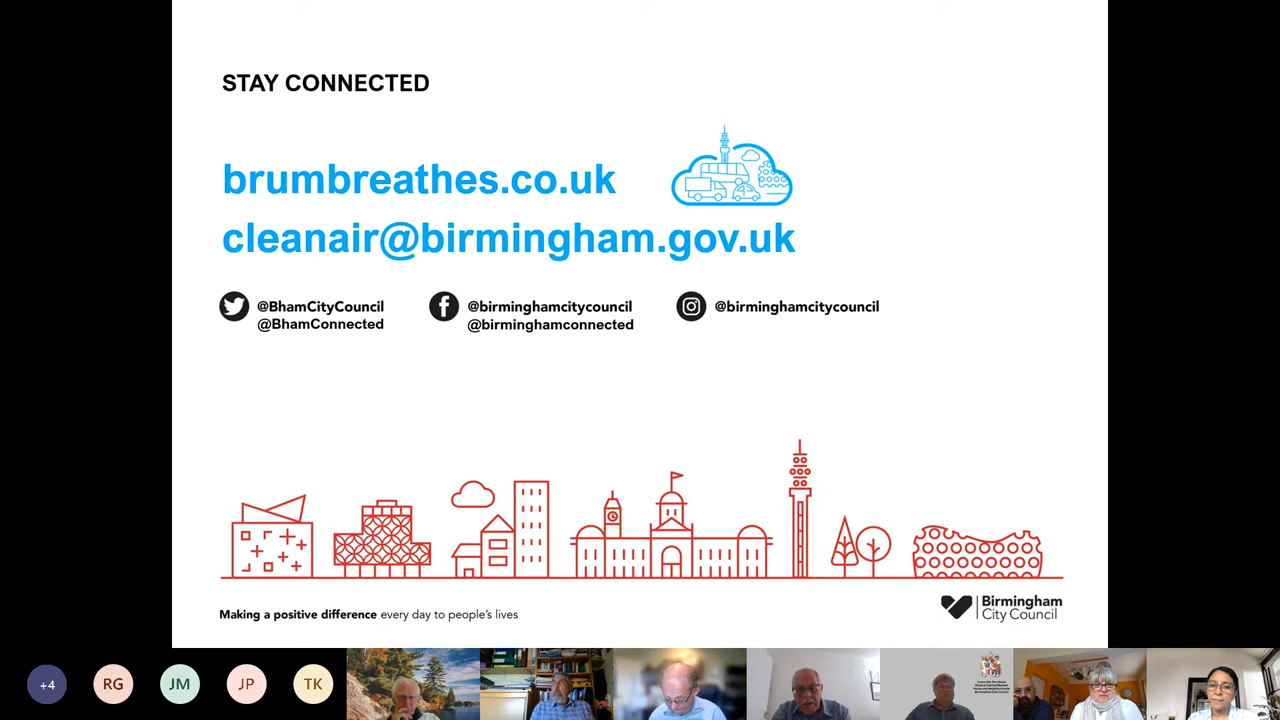 STAY CONNECTED
brumbreathes.co.uk
cleanair@birmingham.gov.uk
@BhamCityCouncil
@BhamConnected
@birminghamcitycouncil
@birminghamconnected
@birminghamcitycouncil
Making a positive difference every day to people's lives
Birmingham
City Council
+4
RG
JM
JP
TK